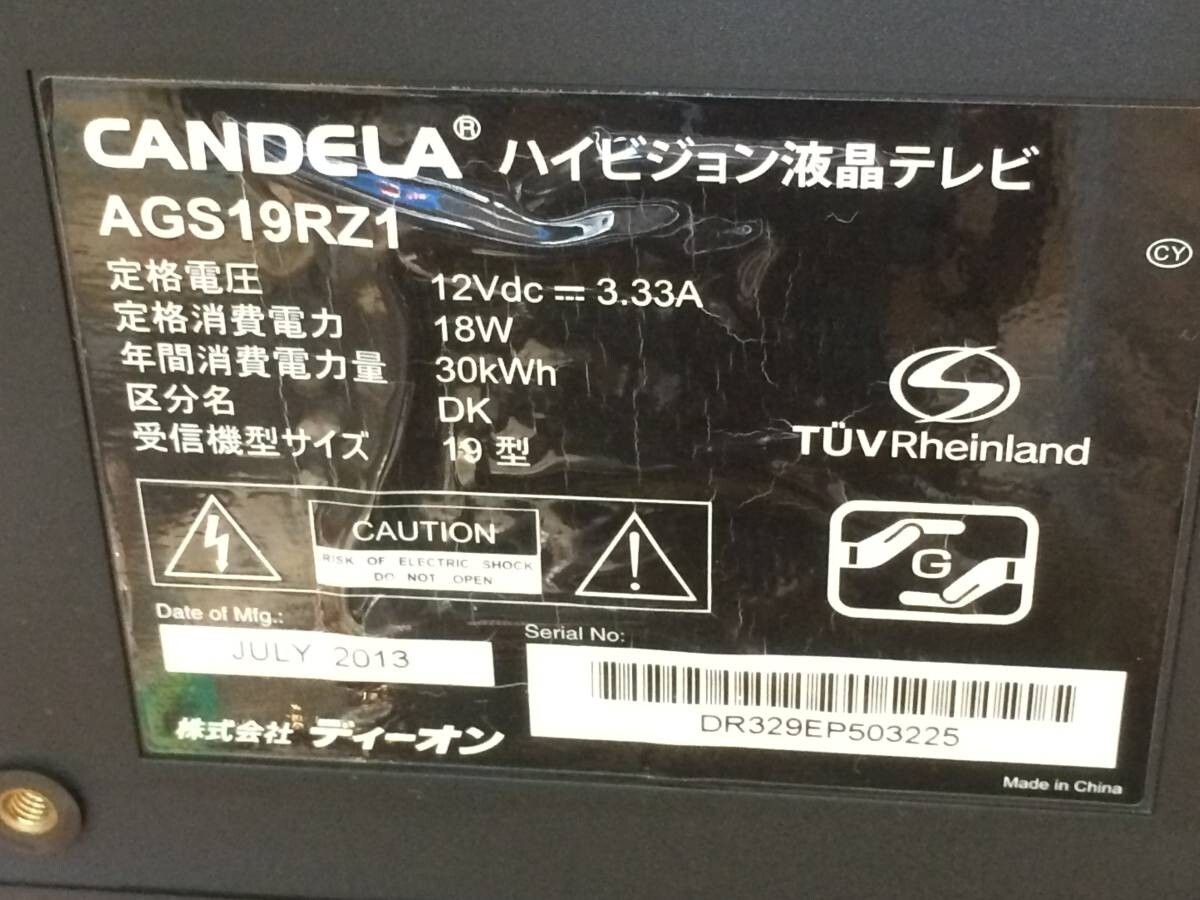 CANDELA® ハイビジョン液晶テレビ
AGS19RZ1
定格電圧 12Vdc ⎓ 3.33A
定格消費電力 18W
年間消費電力量 30kWh
区分名 DK
受信機型サイズ 19型
CY
TÜVRheinland
CAUTION
RISK OF ELECTRIC SHOCK
DO NOT OPEN
G
Date of Mfg.:
JULY 2013
Serial No:
DR329EP503225
株式会社 ディーオン
Made in China